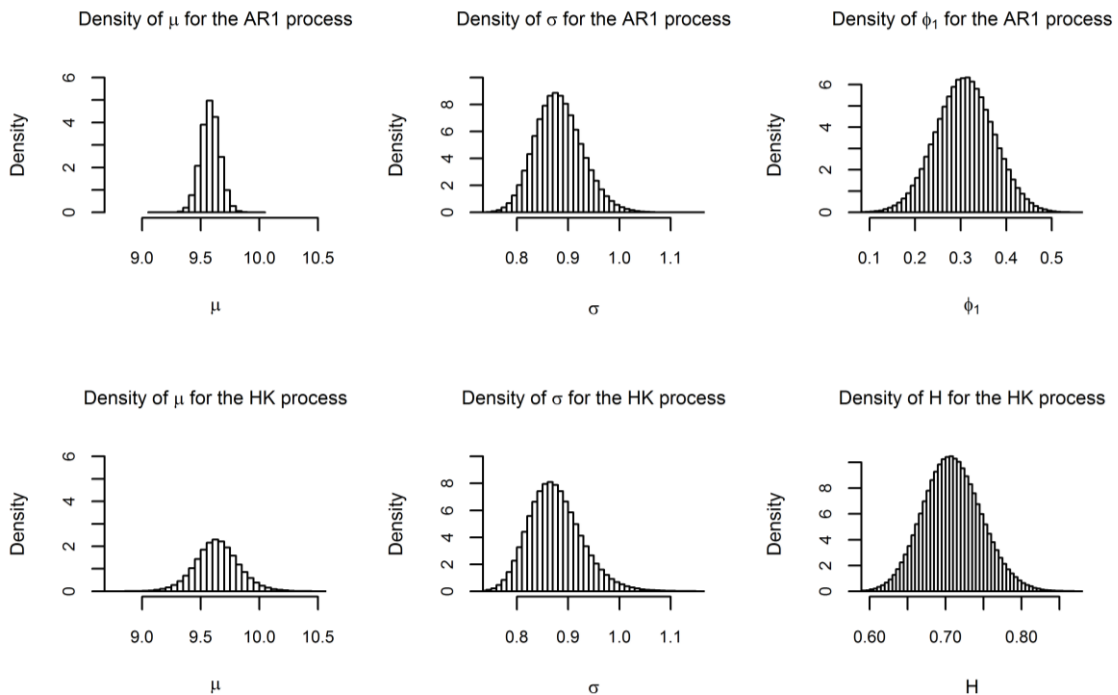 Density of μ for the AR1 process
Density
6
4
2
0
9.0 9.5 10.0 10.5
μ
Density of σ for the AR1 process
Density
8
6
4
2
0
0.8 0.9 1.0 1.1
σ
Density of ϕ₁ for the AR1 process
Density
6
4
2
0
0.1 0.2 0.3 0.4 0.5
ϕ₁
Density of μ for the HK process
Density
6
4
2
0
9.0 9.5 10.0 10.5
μ
Density of σ for the HK process
Density
8
6
4
2
0
0.8 0.9 1.0 1.1
σ
Density of H for the HK process
Density
8
6
4
2
0
0.60 0.70 0.80
H